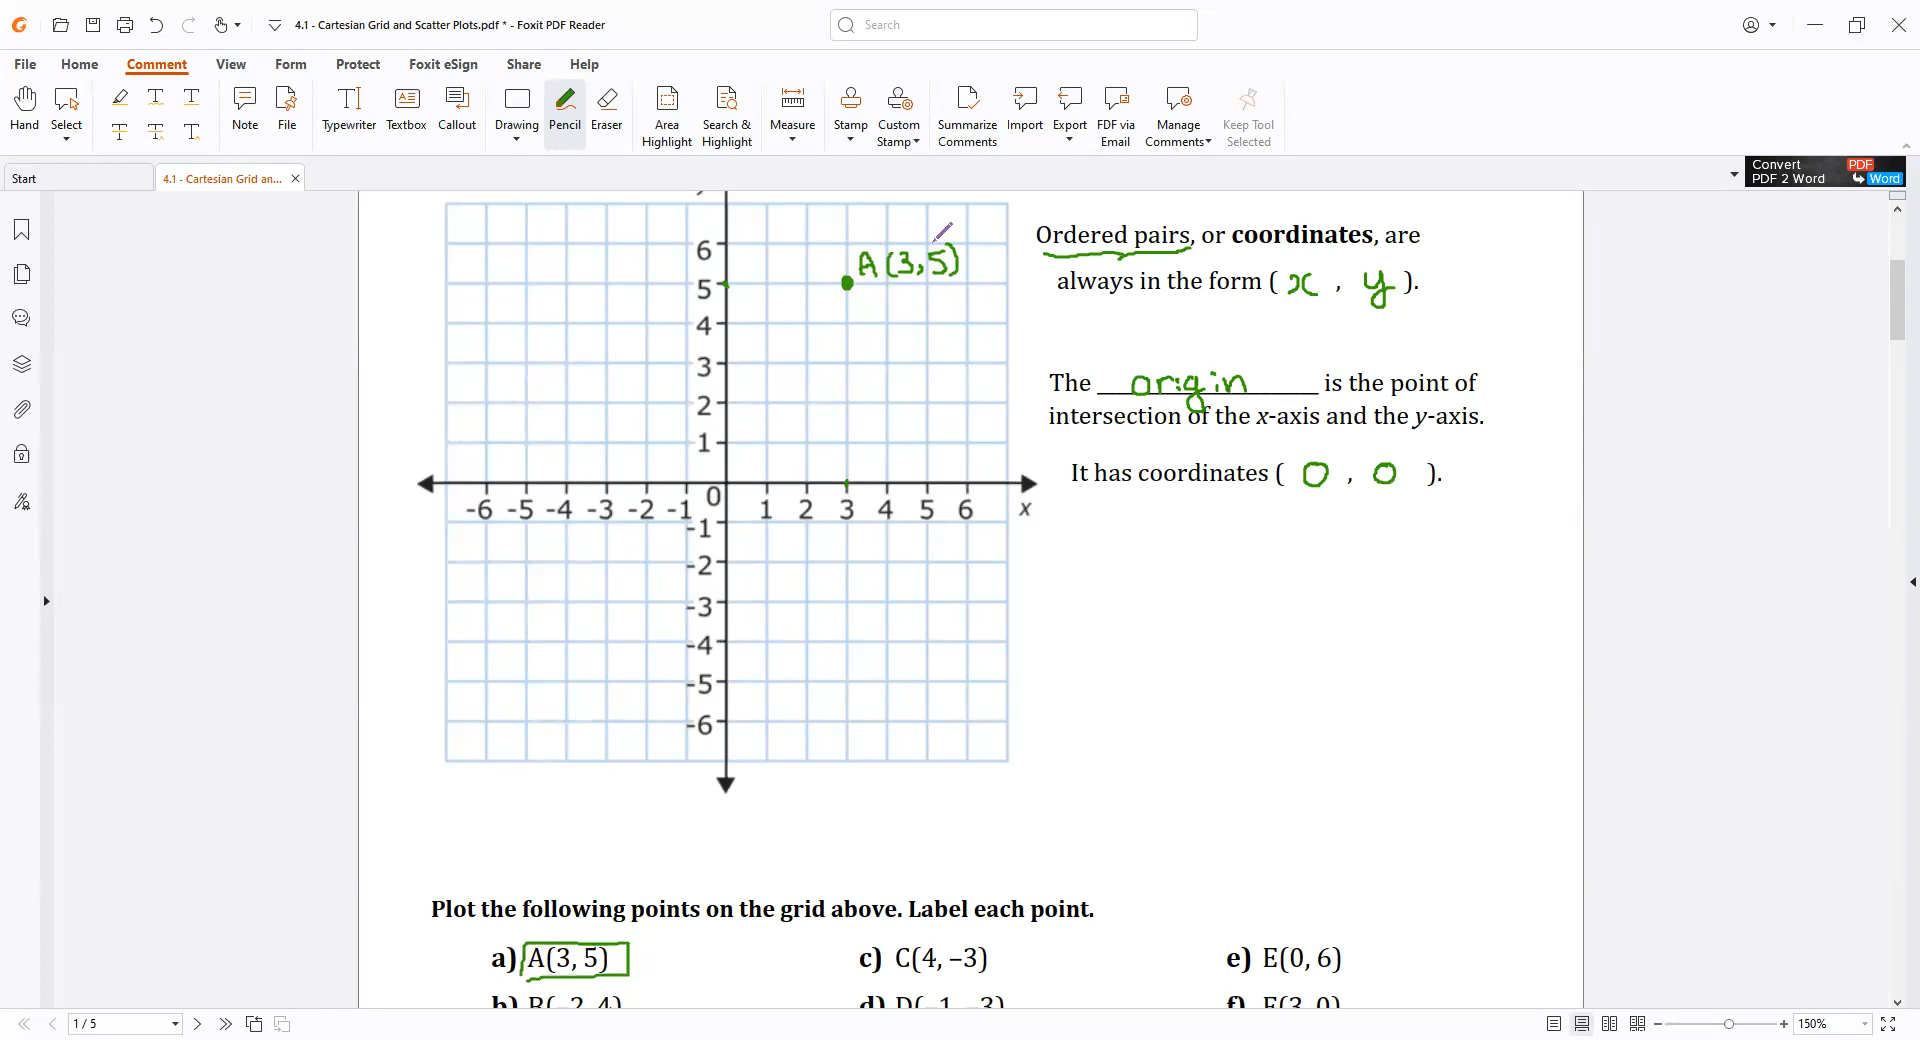 4.1 - Cartesian Grid and Scatter Plots.pdf * - Foxit PDF Reader
Search
File Home Comment View Form Protect Foxit eSign Share Help
Hand Select Note File Typewriter Textbox Callout Drawing Pencil Eraser Area Highlight Search & Highlight Measure Stamp Custom Stamp Summarize Comments Import Export FDF via Email Manage Comments Keep Tool Selected
Start
4.1 - Cartesian Grid an...
Convert PDF
PDF 2 Word Word
6
A (3, 5)
5
4
3
2
1
0
-6 -5 -4 -3 -2 -1 1 2 3 4 5 6 x
-1
-2
-3
-4
-5
-6
Ordered pairs, or coordinates, are
always in the form ( x , y ).
The origin is the point of
intersection of the x-axis and the y-axis.
It has coordinates ( 0 , 0 ).
Plot the following points on the grid above. Label each point.
a) A(3, 5) c) C(4, –3) e) E(0, 6)
b) B(–2, 4) d) D(–1, –3) f) F(3, 0)
1 / 5
150%